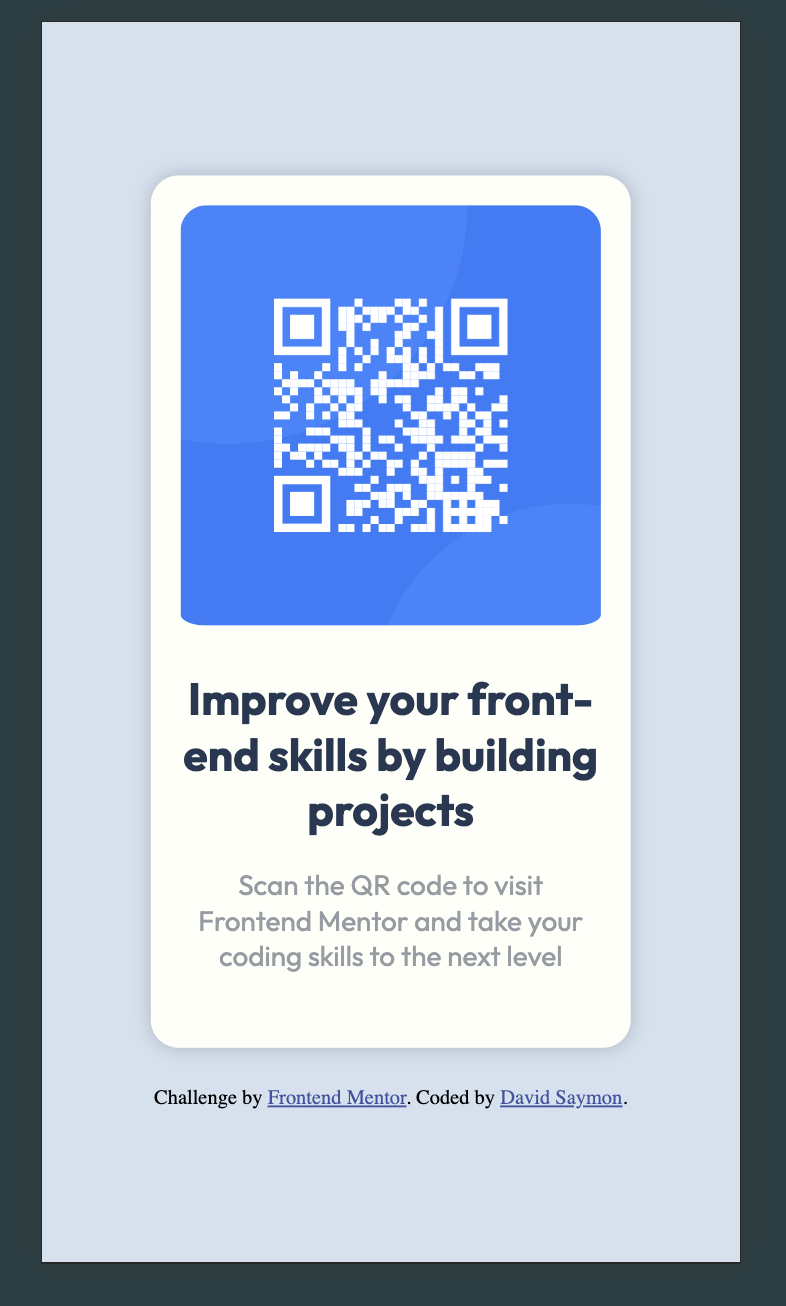 Improve your front-
end skills by building
projects
Scan the QR code to visit
Frontend Mentor and take your
coding skills to the next level
Challenge by Frontend Mentor. Coded by David Saymon.